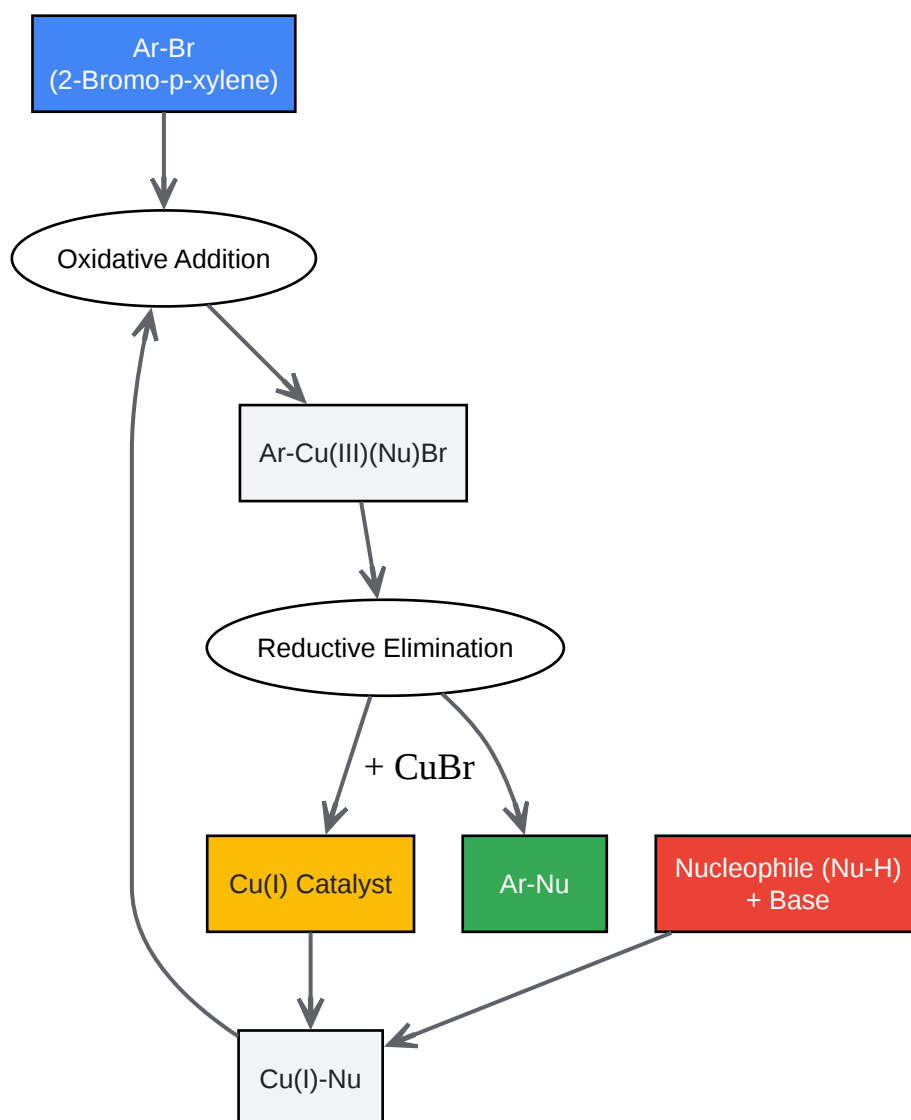 Ar-Br
(2-Bromo-p-xylene)
Oxidative Addition
Ar-Cu(III)(Nu)Br
Reductive Elimination
+ CuBr
Cu(I) Catalyst
Ar-Nu
Nucleophile (Nu-H)
+ Base
Cu(I)-Nu